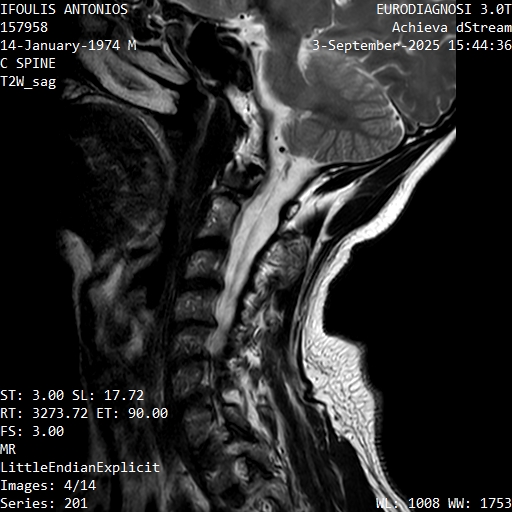 IFOULIS ANTONIOS
EURODIAGNOSI 3.0T
157958
Achieva dStream
14-January-1974 M
3-September-2025 15:44:36
C SPINE
T2W_sag
ST: 3.00 SL: 17.72
RT: 3273.72 ET: 90.00
FS: 3.00
MR
LittleEndianExplicit
Images: 4/14
Series: 201
WL: 1008 WW: 1753